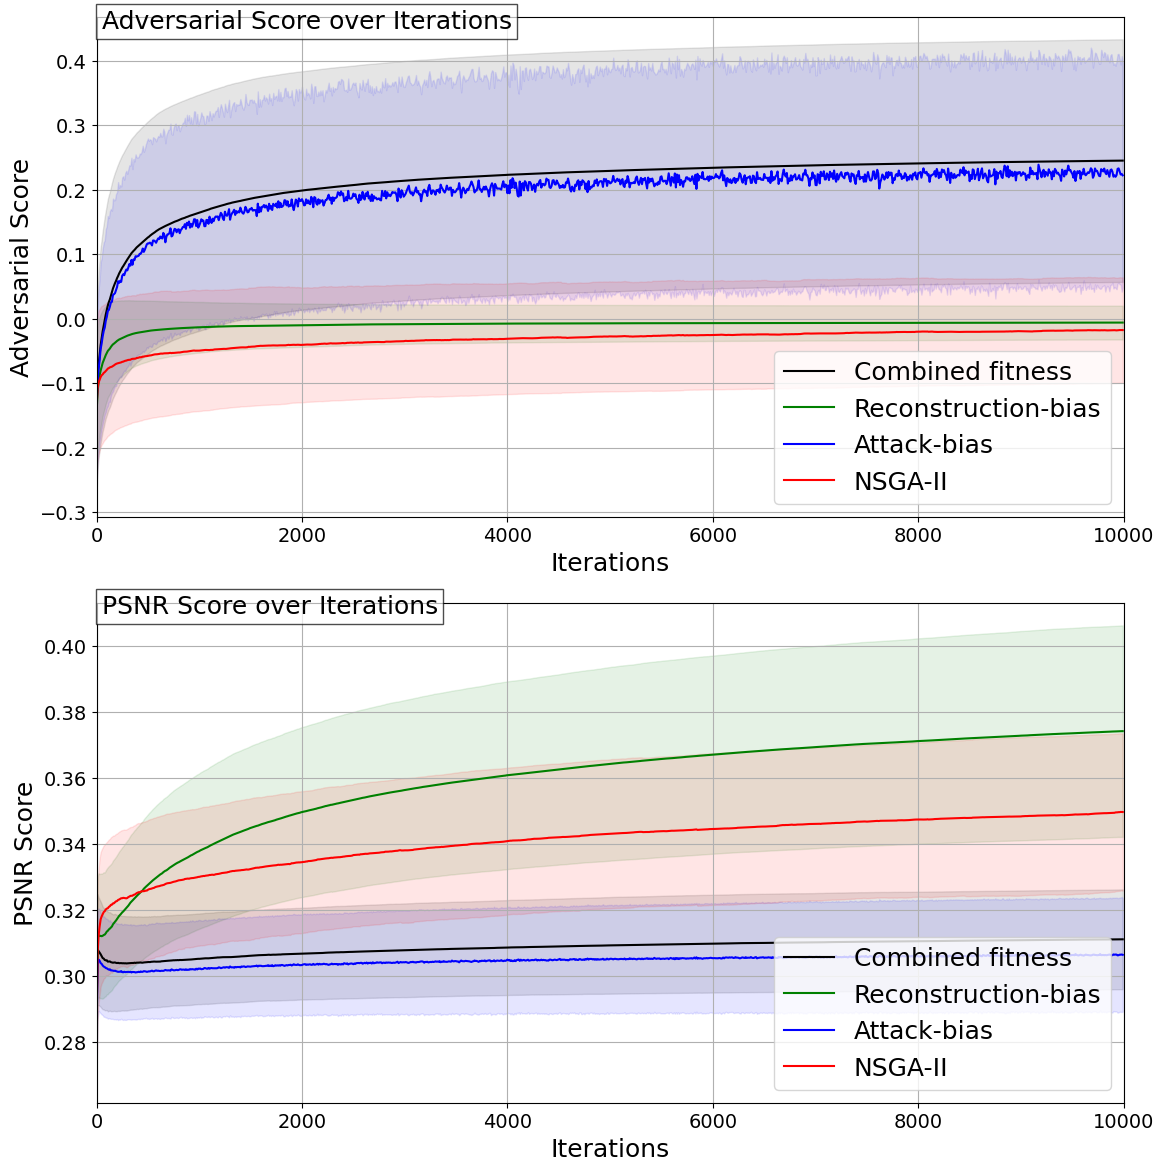 Adversarial Score over Iterations
Adversarial Score
0.4
0.3
0.2
0.1
0.0
−0.1
−0.2
−0.3
Combined fitness
Reconstruction-bias
Attack-bias
NSGA-II
0 2000 4000 6000 8000 10000
Iterations
PSNR Score over Iterations
PSNR Score
0.40
0.38
0.36
0.34
0.32
0.30
0.28
Combined fitness
Reconstruction-bias
Attack-bias
NSGA-II
0 2000 4000 6000 8000 10000
Iterations